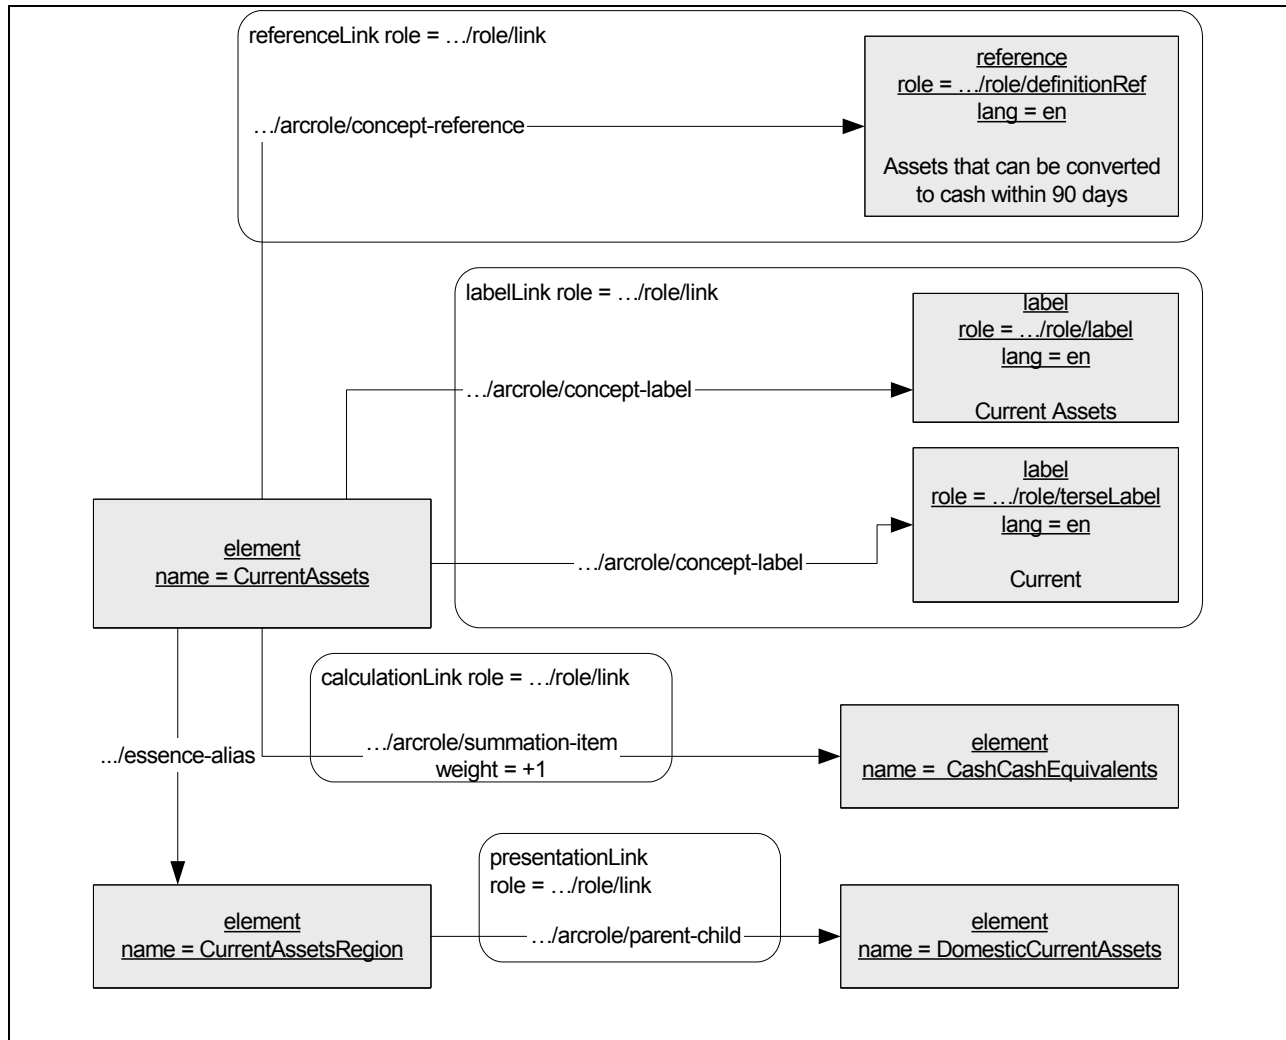 referenceLink role = …/role/link
reference
role = …/role/definitionRef
lang = en
…/arcrole/concept-reference
Assets that can be converted
to cash within 90 days
labelLink role = …/role/link
label
role = …/role/label
lang = en
…/arcrole/concept-label
Current Assets
label
role = …/role/terseLabel
lang = en
element
name = CurrentAssets
…/arcrole/concept-label
Current
calculationLink role = …/role/link
.../essence-alias
…/arcrole/summation-item
weight = +1
element
name = CashCashEquivalents
presentationLink
role = …/role/link
element
name = CurrentAssetsRegion
…/arcrole/parent-child
element
name = DomesticCurrentAssets